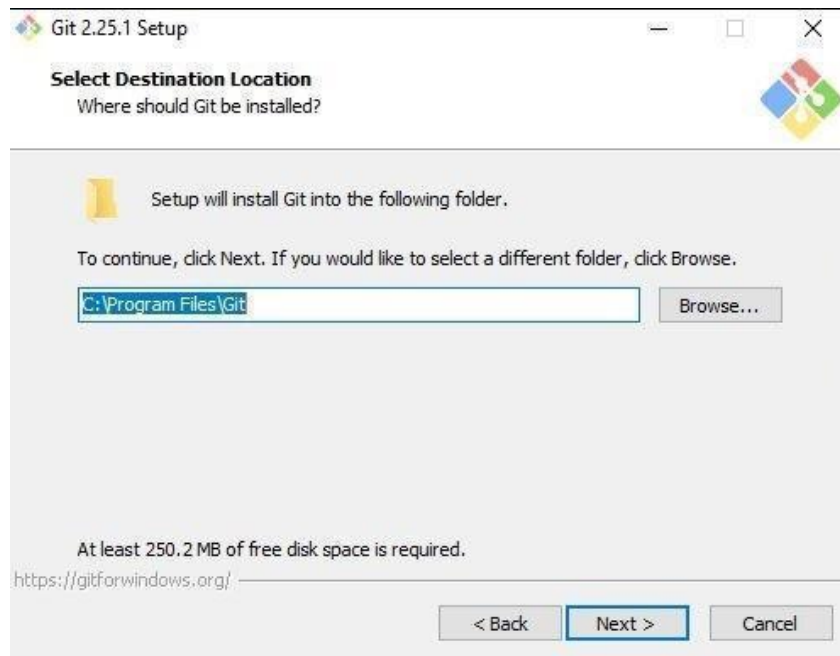 Git 2.25.1 Setup
Select Destination Location
Where should Git be installed?
Setup will install Git into the following folder.
To continue, click Next. If you would like to select a different folder, click Browse.
C:\Program Files\Git
Browse...
At least 250.2 MB of free disk space is required.
https://gitforwindows.org/
< Back
Next >
Cancel